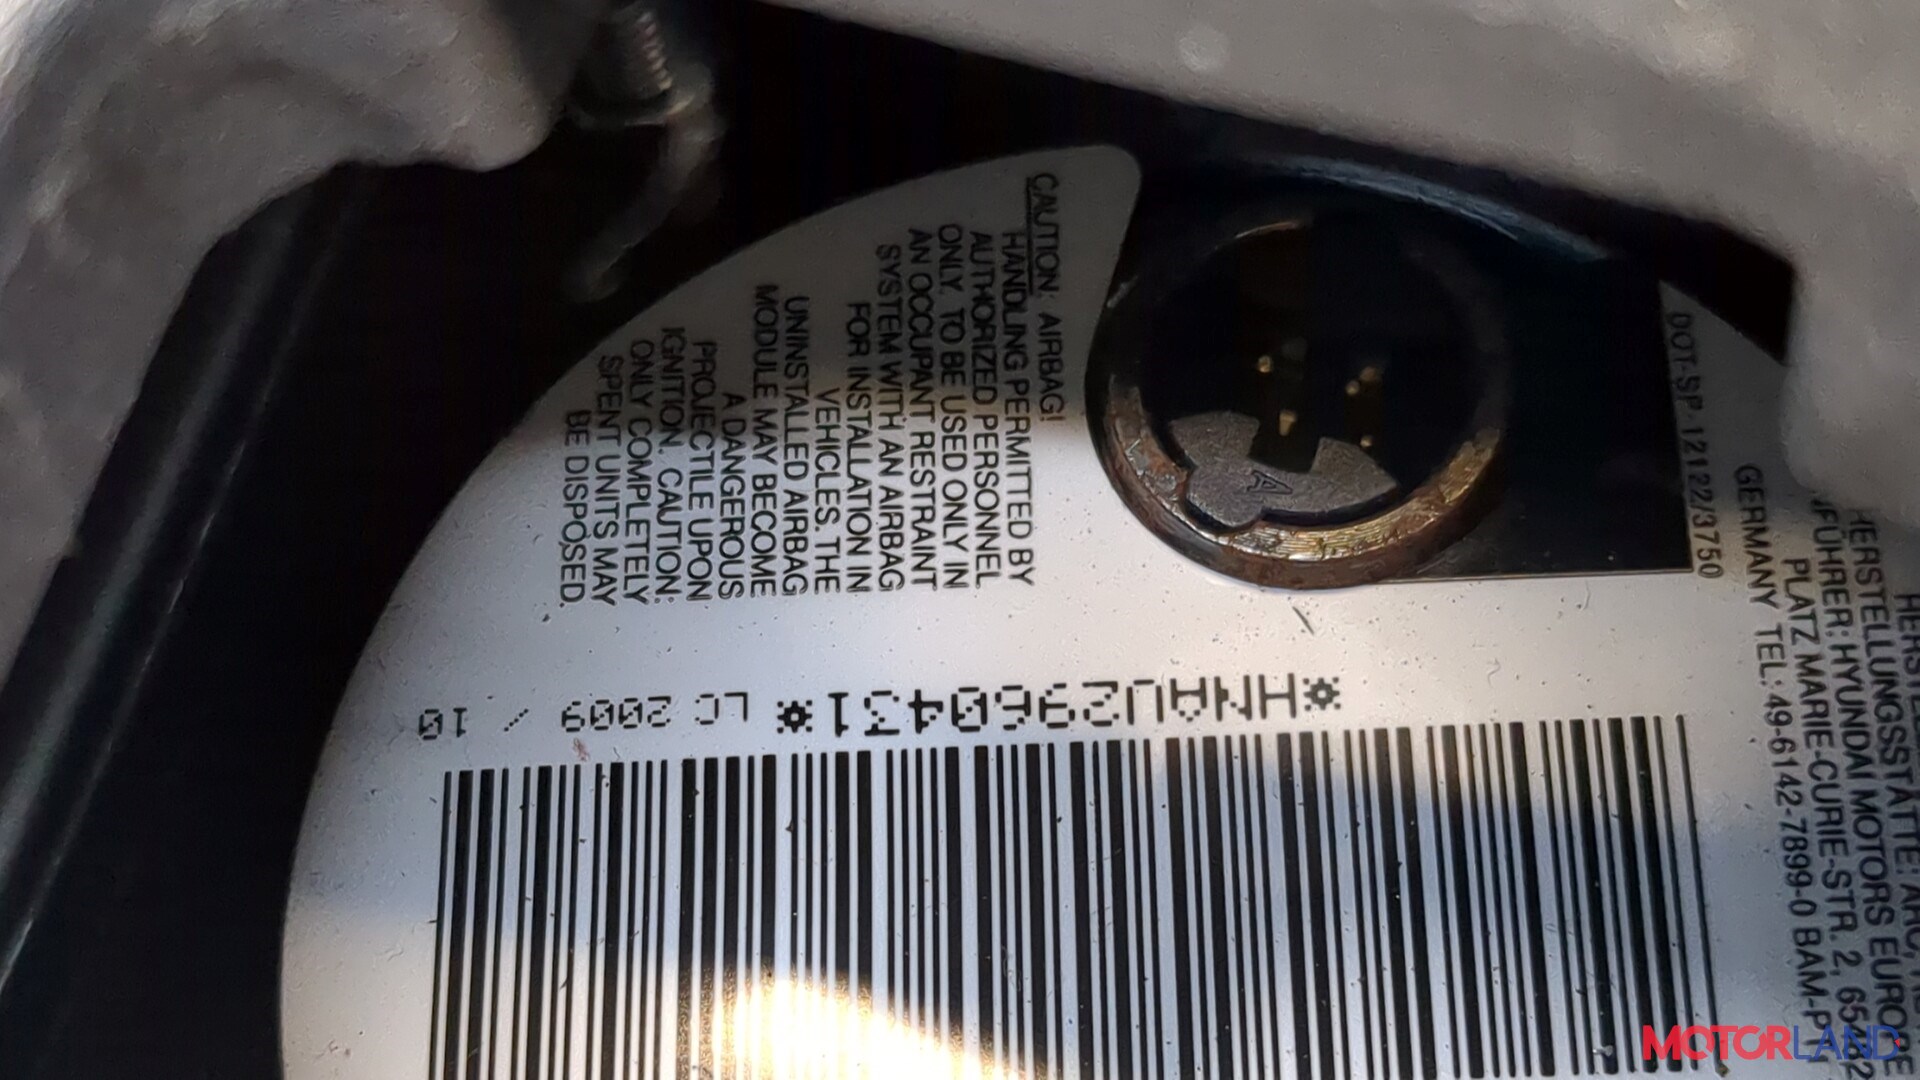 CAUTION: AIRBAG!
HANDLING PERMITTED BY
AUTHORIZED PERSONNEL
ONLY. TO BE USED ONLY IN
AN OCCUPANT RESTRAINT
SYSTEM WITH AN AIRBAG
FOR INSTALLATION IN
VEHICLES. THE
UNINSTALLED AIRBAG
MODULE MAY BECOME
A DANGEROUS
PROJECTILE UPON
IGNITION. CAUTION:
ONLY COMPLETELY
SPENT UNITS MAY
BE DISPOSED.
A
HERSTELLUNGSSTÄTTE: ARC,
FÜHRER: HYUNDAI MOTORS
PLATZ MARIE-CURIE-STR. 2,
GERMANY TEL: 49-6142-7899-0
DOT-SP-12122/3750
*HNAU2960431* LC 2009 / 10
MOTORLAND